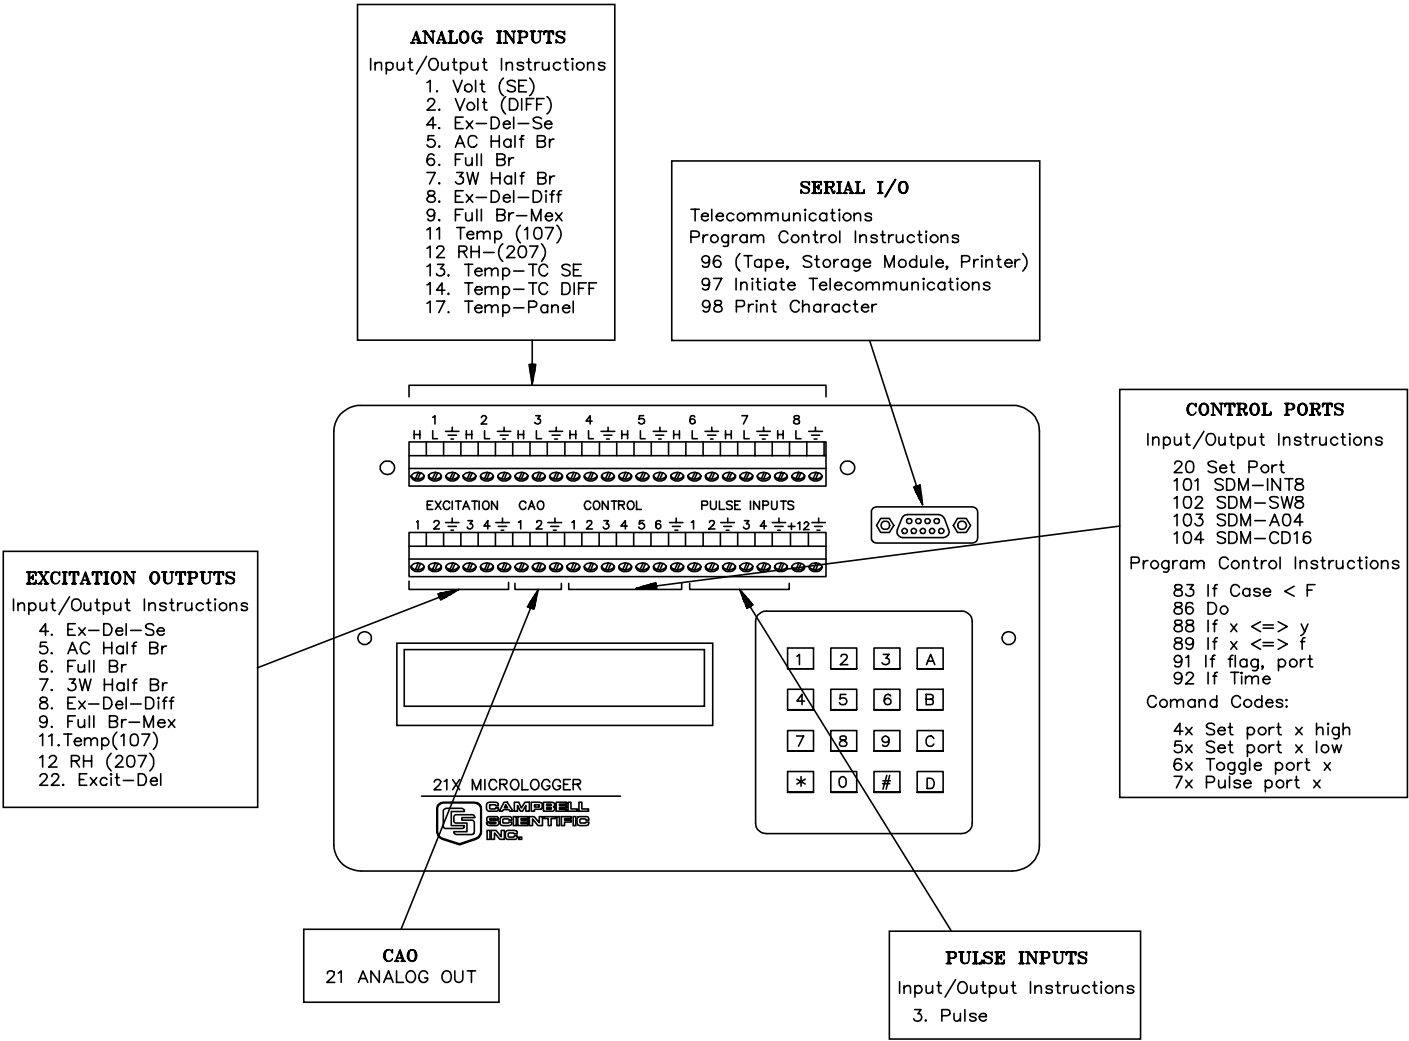 ANALOG INPUTS
Input/Output Instructions
1. Volt (SE)
2. Volt (DIFF)
4. Ex-Del-Se
5. AC Half Br
6. Full Br
7. 3W Half Br
8. Ex-Del-Diff
9. Full Br-Mex
11 Temp (107)
12 RH-(207)
13. Temp-TC SE
14. Temp-TC DIFF
17. Temp-Panel
SERIAL I/O
Telecommunications
Program Control Instructions
96 (Tape, Storage Module, Printer)
97 Initiate Telecommunications
98 Print Character
CONTROL PORTS
Input/Output Instructions
20 Set Port
101 SDM-INT8
102 SDM-SW8
103 SDM-A04
104 SDM-CD16
Program Control Instructions
83 If Case < F
86 Do
88 If x <=> y
89 If x <=> f
91 If flag, port
92 If Time
Comand Codes:
4x Set port x high
5x Set port x low
6x Toggle port x
7x Pulse port x
1 2 3 4 5 6 7 8
H L H L H L H L H L H L H L H L
EXCITATION CAO CONTROL PULSE INPUTS
1 2 3 4 1 2 1 2 3 4 5 6 1 2 3 4 +12
EXCITATION OUTPUTS
Input/Output Instructions
4. Ex-Del-Se
5. AC Half Br
6. Full Br
7. 3W Half Br
8. Ex-Del-Diff
9. Full Br-Mex
11.Temp(107)
12 RH (207)
22. Excit-Del
1 2 3 A
4 5 6 B
7 8 9 C
* 0 # D
21X MICROLOGGER
CS
CAMPBELL
SCIENTIFIC
INC.
CAO
21 ANALOG OUT
PULSE INPUTS
Input/Output Instructions
3. Pulse